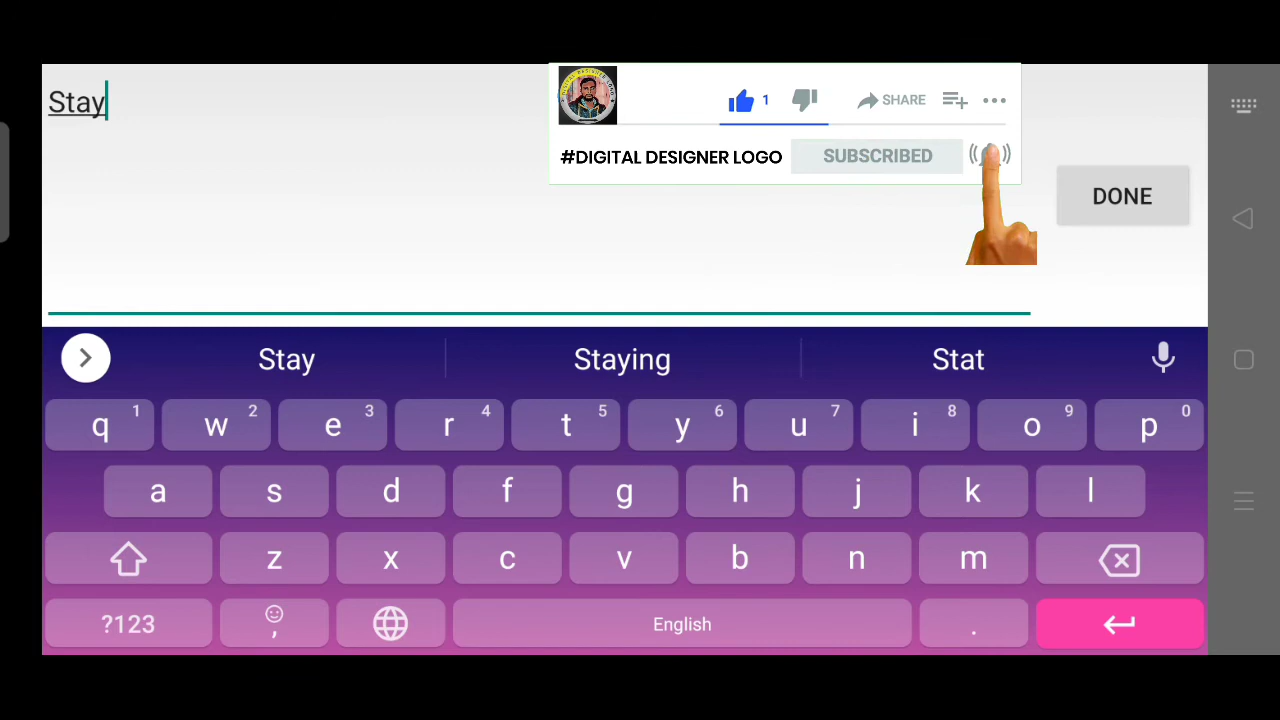 Stay
1
SHARE
#DIGITAL DESIGNER LOGO
SUBSCRIBED
DONE
Stay Staying Stat
q 1 w 2 e 3 r 4 t 5 y 6 u 7 i 8 o 9 p 0
a s d f g h j k l
z x c v b n m
?123 , English .